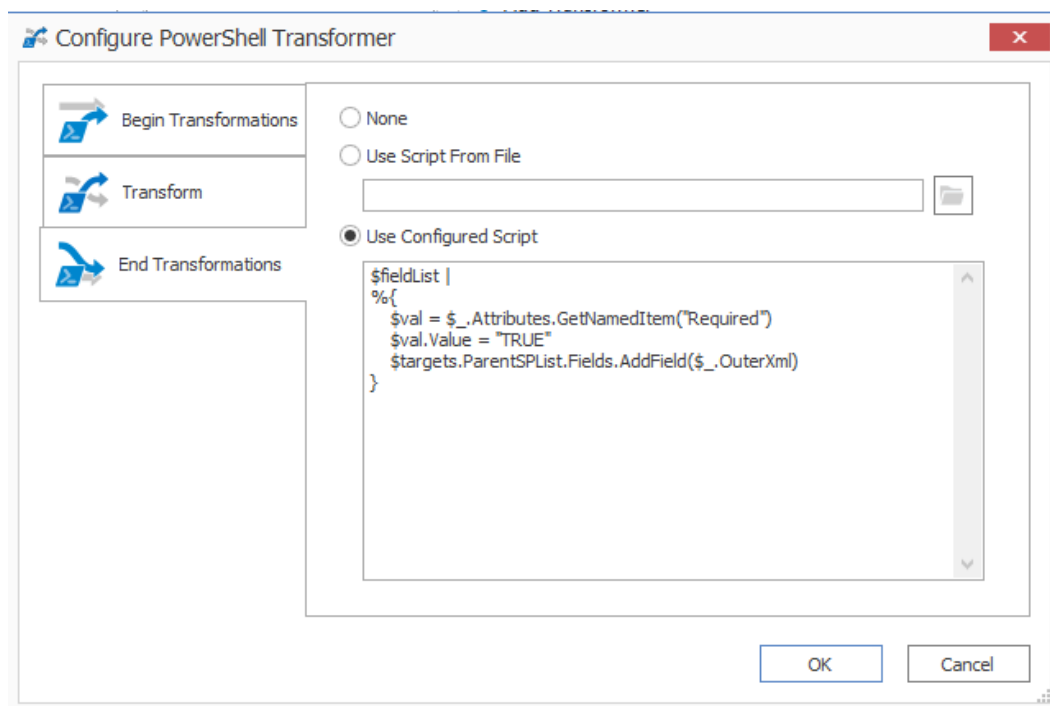 Configure PowerShell Transformer
Begin Transformations
Transform
End Transformations
None
Use Script From File
Use Configured Script
$fieldList |
%{
    $val = $_.Attributes.GetNamedItem("Required")
    $val.Value = "TRUE"
    $targets.ParentSPList.Fields.AddField($_.OuterXml)
}
OK
Cancel